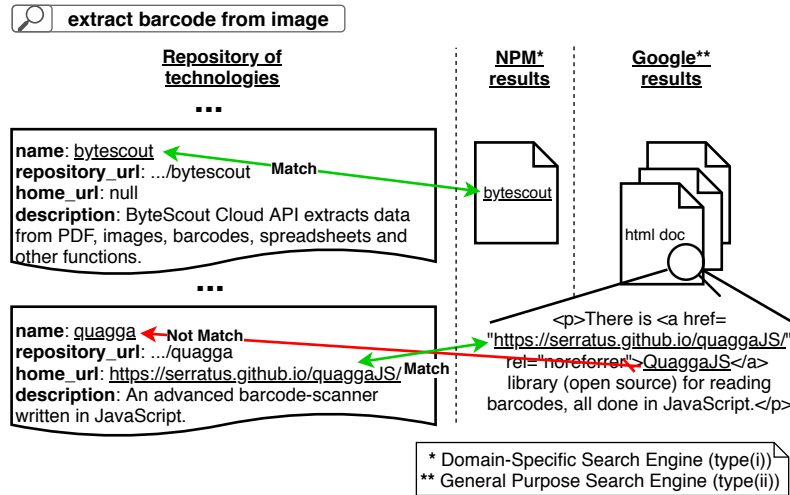 extract barcode from image
Repository of
technologies
NPM*
results
Google**
results
...
name: bytescout
repository_url: .../bytescout
home_url: null
description: ByteScout Cloud API extracts data
from PDF, images, barcodes, spreadsheets and
other functions.
Match
bytescout
html doc
...
name: quagga
repository_url: .../quagga
home_url: https://serratus.github.io/quaggaJS/
description: An advanced barcode-scanner
written in JavaScript.
Not Match
Match
<p>There is <a href=
"https://serratus.github.io/quaggaJS/"
rel="noreferrer">QuaggaJS</a>
library (open source) for reading
barcodes, all done in JavaScript.</p>
* Domain-Specific Search Engine (type(i))
** General Purpose Search Engine (type(ii))